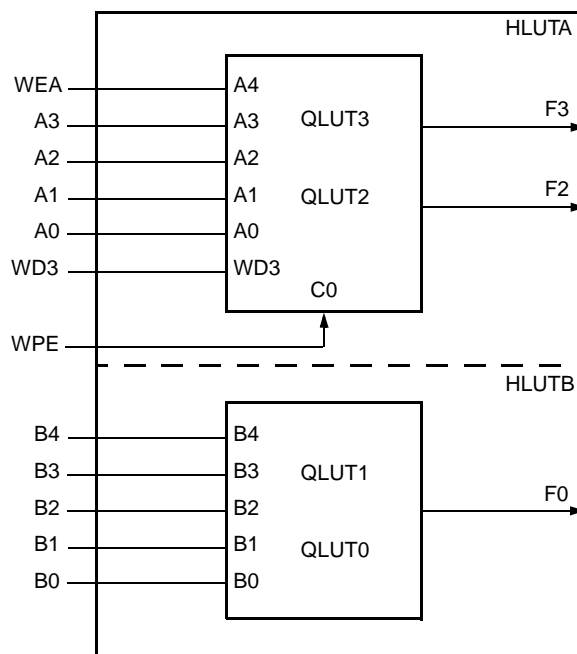 HLUTA
WEA A4
A3 A3 QLUT3 F3
A2 A2
A1 A1 QLUT2 F2
A0 A0
WD3 WD3
C0
WPE
HLUTB
B4 B4
B3 B3 QLUT1
B2 B2 F0
B1 B1 QLUT0
B0 B0